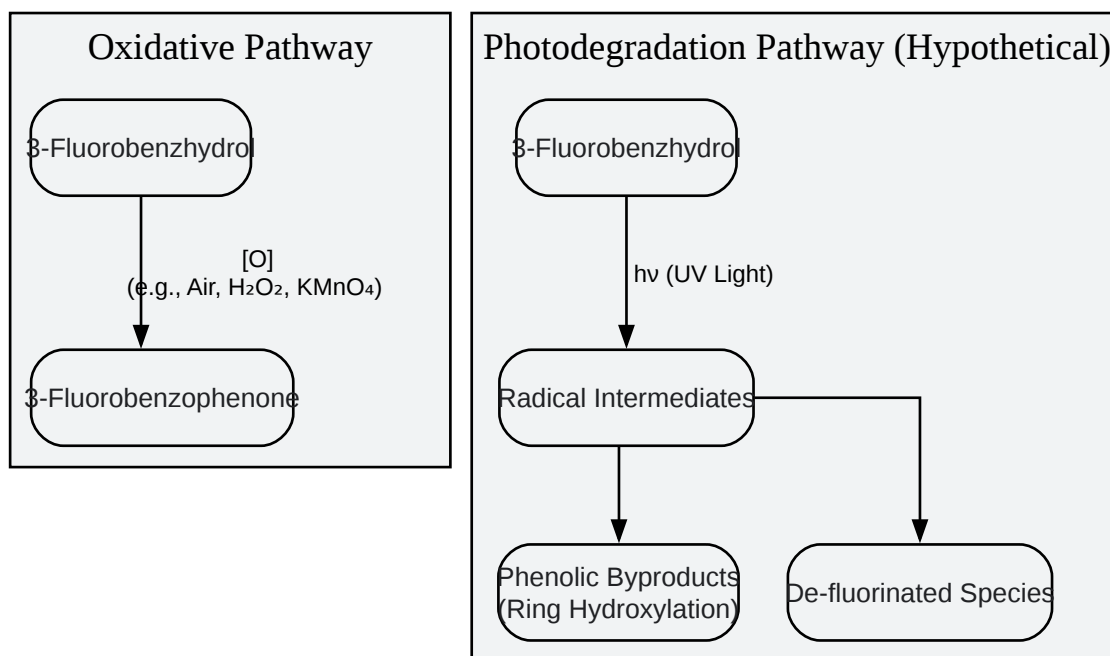 Oxidative Pathway
3-Fluorobenzhydrol
[O]
(e.g., Air, H₂O₂, KMnO₄)
3-Fluorobenzophenone
Photodegradation Pathway (Hypothetical)
3-Fluorobenzhydrol
hν (UV Light)
Radical Intermediates
Phenolic Byproducts
(Ring Hydroxylation)
De-fluorinated Species